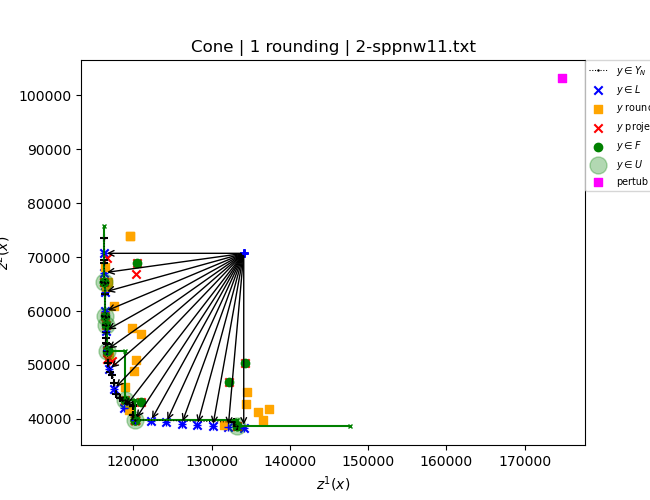 Cone | 1 rounding | 2-sppnw11.txt
100000
90000
80000
70000
60000
50000
40000
z²(x)
120000 130000 140000 150000 160000 170000
z¹(x)
y ∈ Y_N
y ∈ L
y roun
y proje
y ∈ F
y ∈ U
pertub